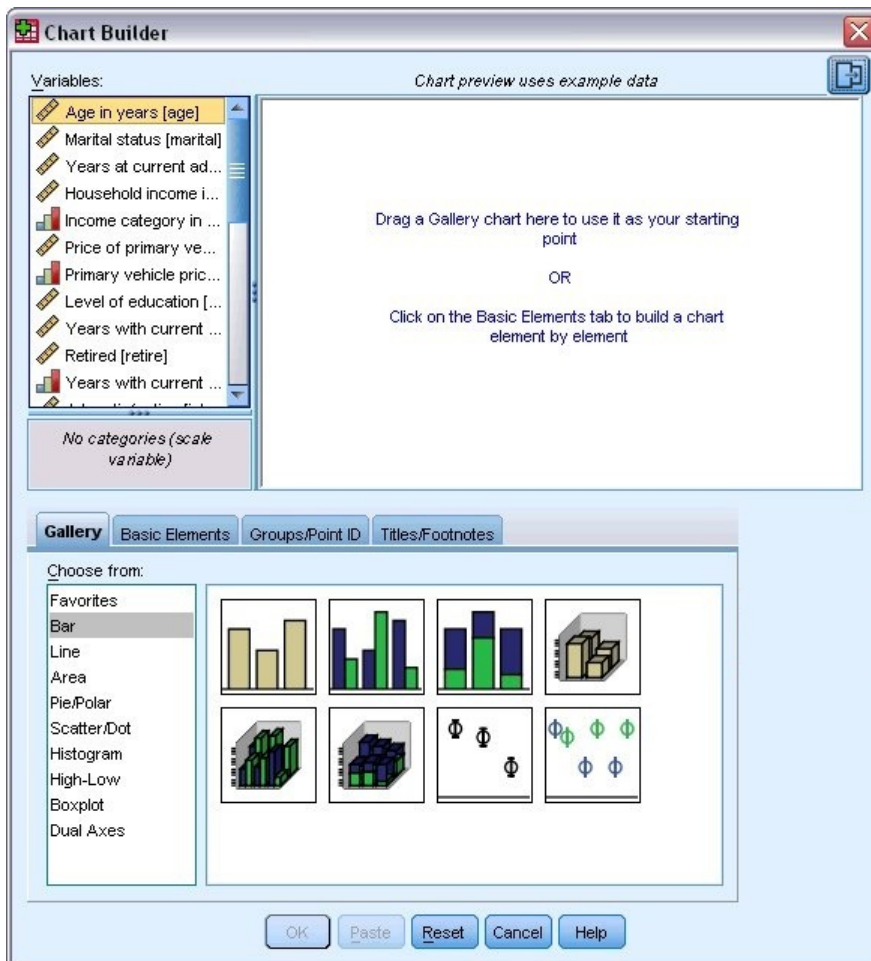 Chart Builder
Variables:
Chart preview uses example data
Age in years [age]
Marital status [marital]
Years at current ad...
Household income i...
Income category in ...
Price of primary ve...
Primary vehicle pric...
Level of education [...
Years with current ...
Retired [retire]
Years with current ...
No categories (scale
variable)
Drag a Gallery chart here to use it as your starting
point
OR
Click on the Basic Elements tab to build a chart
element by element
Gallery
Basic Elements
Groups/Point ID
Titles/Footnotes
Choose from:
Favorites
Bar
Line
Area
Pie/Polar
Scatter/Dot
Histogram
High-Low
Boxplot
Dual Axes
OK
Paste
Reset
Cancel
Help